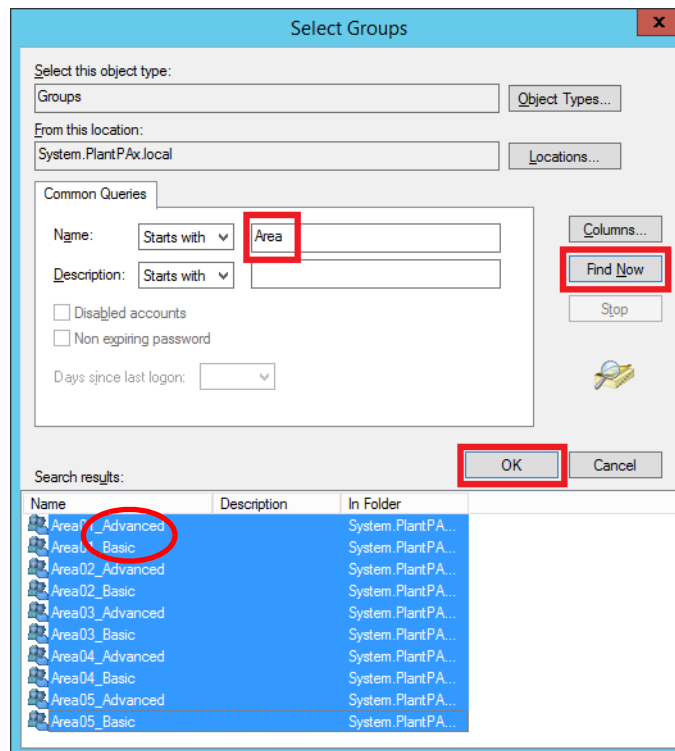 Select Groups
x
Select this object type:
Groups
Object Types...
From this location:
System.PlantPAx.local
Locations...
Common Queries
Name: Starts with Area
Columns...
Description: Starts with
Find Now
Disabled accounts
Stop
Non expiring password
Days since last logon:
OK Cancel
Search results:
Name Description In Folder
Area01_Advanced System.PlantPA...
Area01_Basic System.PlantPA...
Area02_Advanced System.PlantPA...
Area02_Basic System.PlantPA...
Area03_Advanced System.PlantPA...
Area03_Basic System.PlantPA...
Area04_Advanced System.PlantPA...
Area04_Basic System.PlantPA...
Area05_Advanced System.PlantPA...
Area05_Basic System.PlantPA...